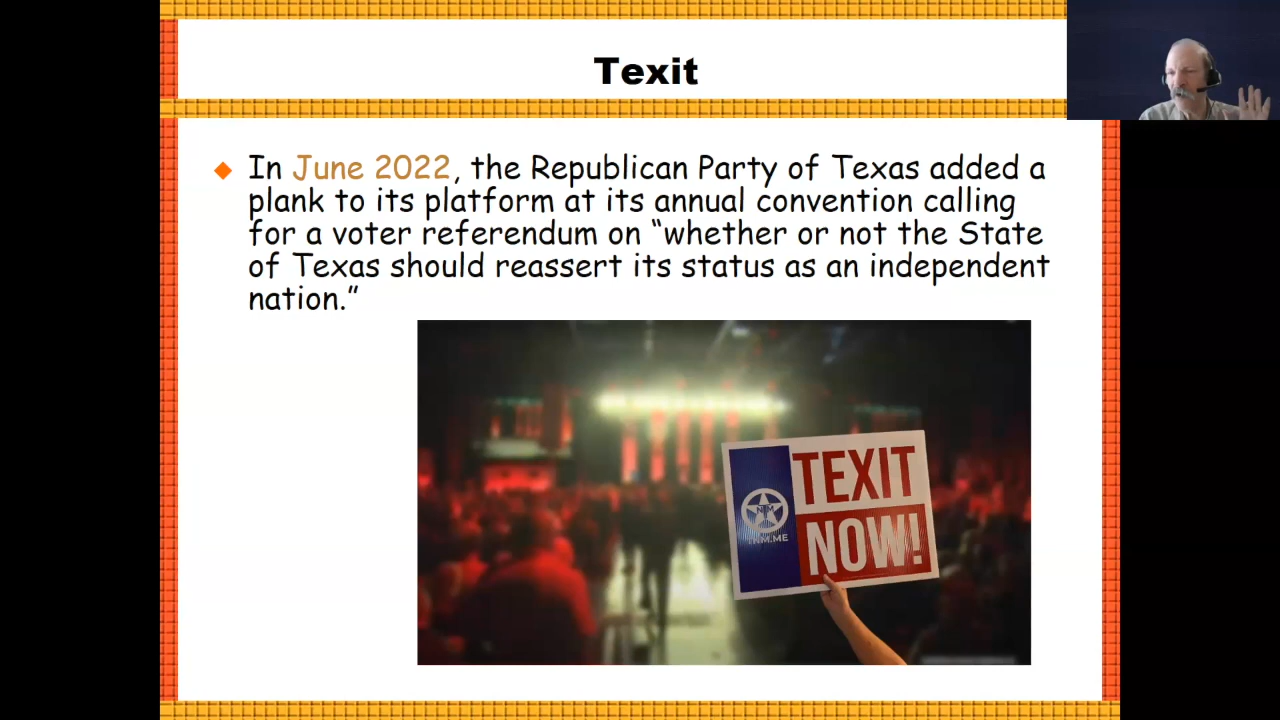 Texit
In June 2022, the Republican Party of Texas added a
plank to its platform at its annual convention calling
for a voter referendum on “whether or not the State
of Texas should reassert its status as an independent
nation.”
TEXIT
NOW!